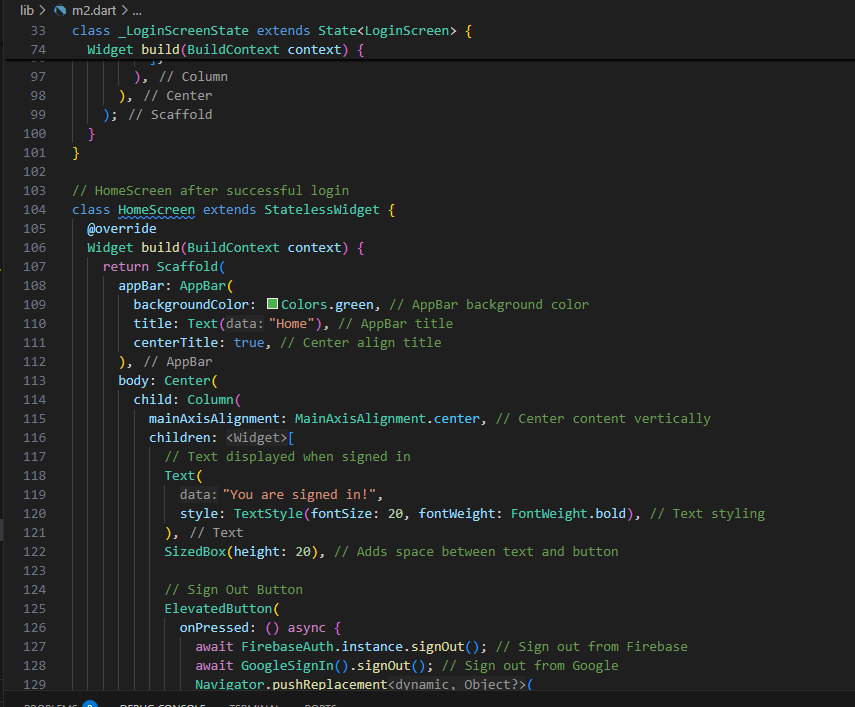 lib > m2.dart > ...
33 class _LoginScreenState extends State<LoginScreen> {
74 Widget build(BuildContext context) {
97 ), // Column
98 ), // Center
99 ); // Scaffold
100 }
101 }
102
103 // HomeScreen after successful login
104 class HomeScreen extends StatelessWidget {
105 @override
106 Widget build(BuildContext context) {
107 return Scaffold(
108 appBar: AppBar(
109 backgroundColor: Colors.green, // AppBar background color
110 title: Text(data: "Home"), // AppBar title
111 centerTitle: true, // Center align title
112 ), // AppBar
113 body: Center(
114 child: Column(
115 mainAxisAlignment: MainAxisAlignment.center, // Center content vertically
116 children: <Widget>[
117 // Text displayed when signed in
118 Text(
119 data: "You are signed in!",
120 style: TextStyle(fontSize: 20, fontWeight: FontWeight.bold), // Text styling
121 ), // Text
122 SizedBox(height: 20), // Adds space between text and button
123
124 // Sign Out Button
125 ElevatedButton(
126 onPressed: () async {
127 await FirebaseAuth.instance.signOut(); // Sign out from Firebase
128 await GoogleSignIn().signOut(); // Sign out from Google
129 Navigator.pushReplacement<dynamic, Object?>(
PROBLEMS DEBUG CONSOLE TERMINAL PORTS